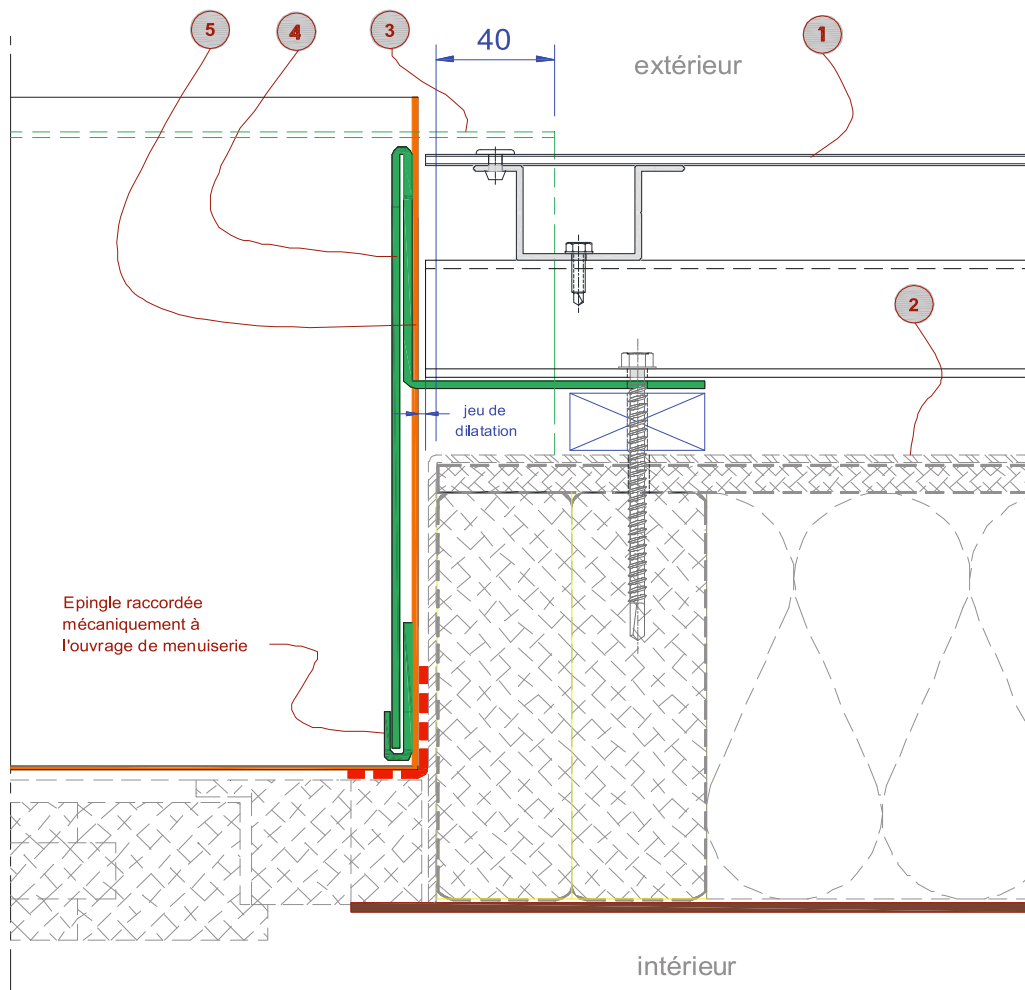 5
4
3
40
1
extérieur
2
jeu de
dilatation
Epingle raccordée
mécaniquement à
l'ouvrage de menuiserie
intérieur